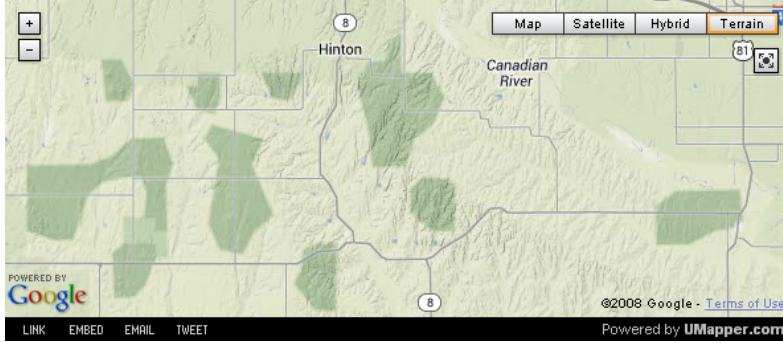 +
8
Map Satellite Hybrid Terrain
−
Hinton
81
Canadian
River
POWERED BY
Google
8
©2008 Google - Terms of Use
LINK EMBED EMAIL TWEET
Powered by UMapper.com